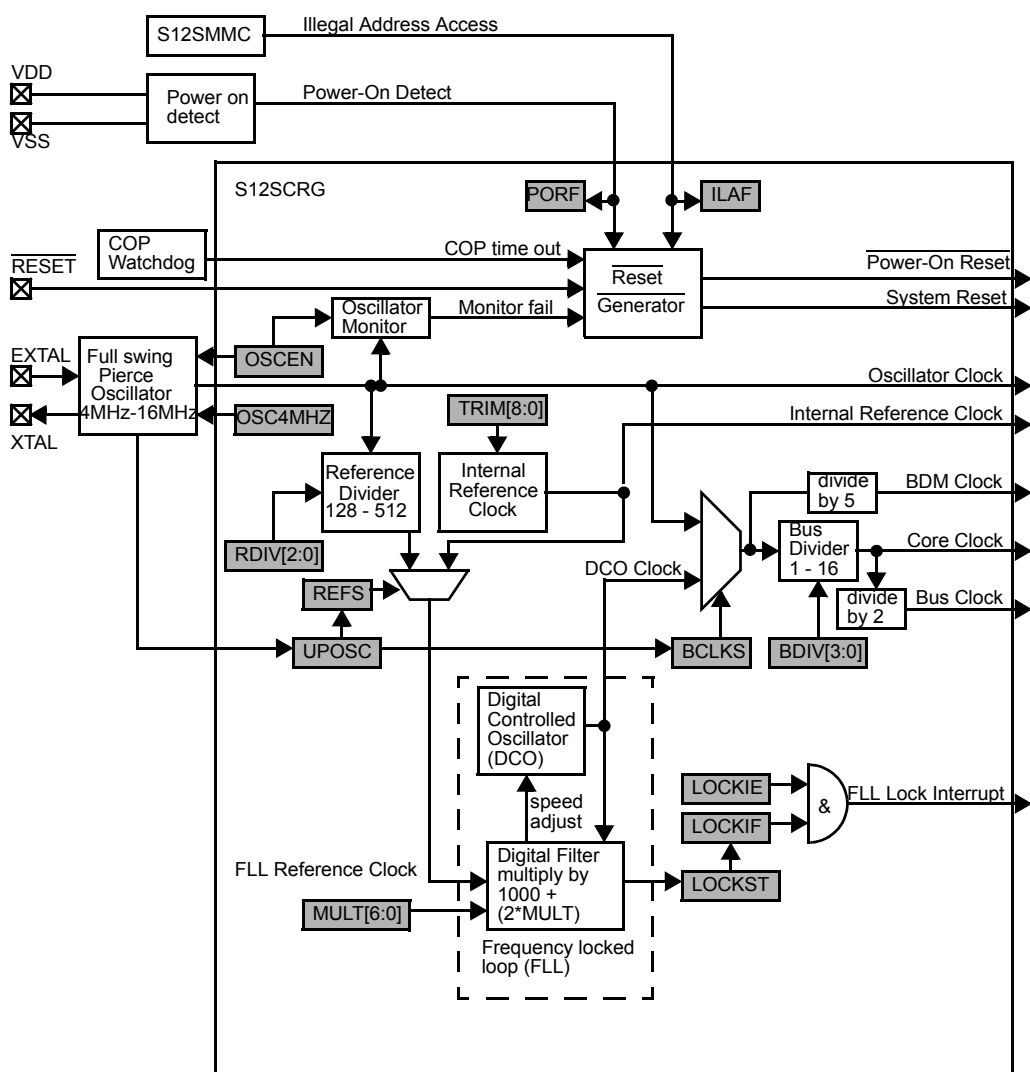 Illegal Address Access
S12SMMC
VDD
Power on
detect
Power-On Detect
VSS
S12SCRG
PORF
ILAF
COP
Watchdog
COP time out
RESET
Reset
Generator
Power-On Reset
System Reset
Oscillator
Monitor
Monitor fail
OSCEN
EXTAL
Full swing
Pierce
Oscillator
4MHz-16MHz
XTAL
OSC4MHZ
Oscillator Clock
TRIM[8:0]
Internal Reference Clock
Reference
Divider
128 - 512
Internal
Reference
Clock
divide
by 5
BDM Clock
RDIV[2:0]
Bus
Divider
1 - 16
Core Clock
DCO Clock
REFS
divide
by 2
Bus Clock
UPOSC
BCLKS
BDIV[3:0]
Digital
Controlled
Oscillator
(DCO)
speed
adjust
LOCKIE
LOCKIF
&
FLL Lock Interrupt
FLL Reference Clock
Digital Filter
multiply by
1000 +
(2*MULT)
LOCKST
MULT[6:0]
Frequency locked
loop (FLL)